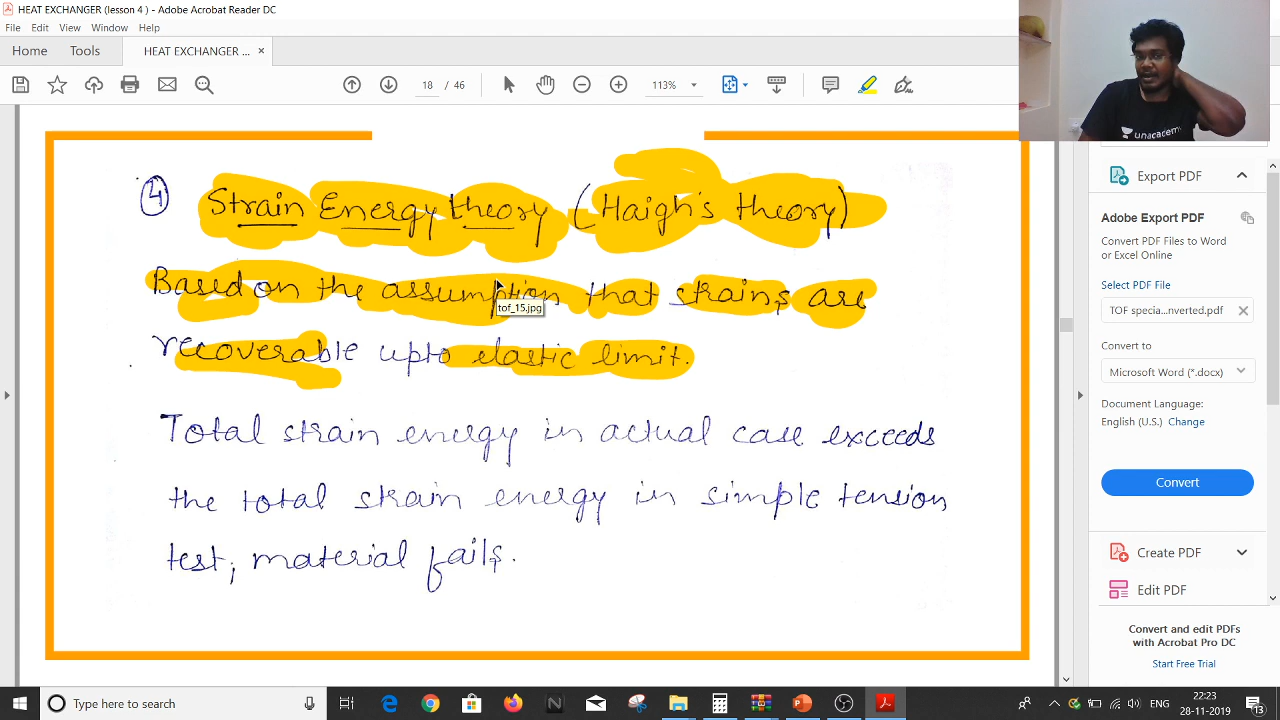 HEAT EXCHANGER (lesson 4) - Adobe Acrobat Reader DC
File Edit View Window Help
Home Tools HEAT EXCHANGER ... ×
18 / 46 113%
unacademy
④ Strain Energy theory (Haigh's theory)
Based on the assumption that strains are
tof_15.jpg
recoverable upto elastic limit.
Total strain energy in actual case exceeds
the total strain energy in simple tension
test; material fails.
Export PDF
Adobe Export PDF
Convert PDF Files to Word
or Excel Online
Select PDF File
TOF specia...nverted.pdf
Convert to
Microsoft Word (*.docx)
Document Language:
English (U.S.) Change
Convert
Create PDF
Edit PDF
Convert and edit PDFs
with Acrobat Pro DC
Start Free Trial
Type here to search
ENG
22:23
28-11-2019
13